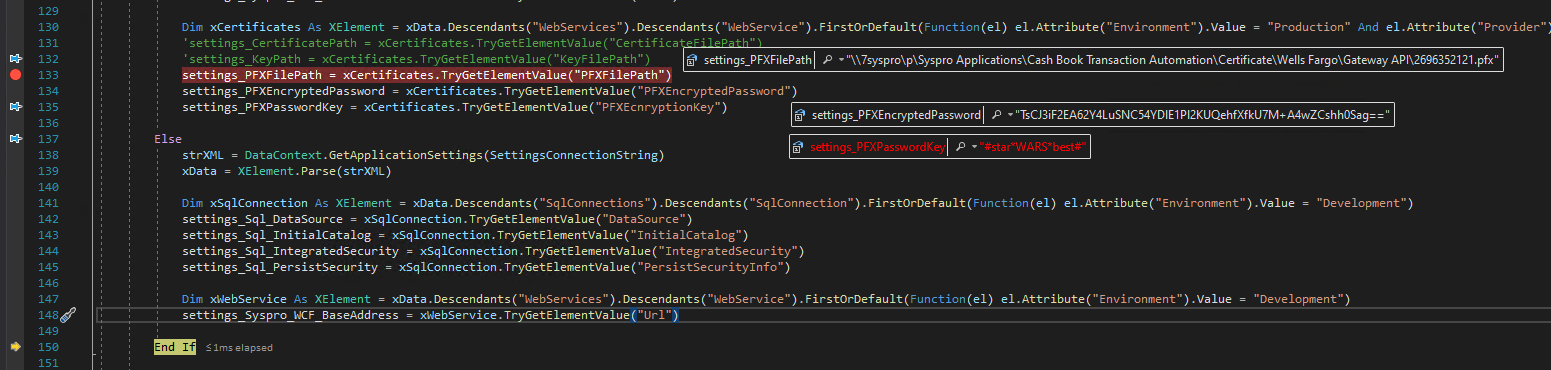 129
130 Dim xCertificates As XElement = xData.Descendants("WebServices").Descendants("WebService").FirstOrDefault(Function(el) el.Attribute("Environment").Value = "Production" And el.Attribute("Provider")
131 'settings_CertificatePath = xCertificates.TryGetElementValue("CertificateFilePath")
132 'settings_KeyPath = xCertificates.TryGetElementValue("KeyFilePath")
settings_PFXFilePath "\\7syspro\p\Syspro Applications\Cash Book Transaction Automation\Certificate\Wells Fargo\Gateway API\2696352121.pfx"
133 settings_PFXFilePath = xCertificates.TryGetElementValue("PFXFilePath")
134 settings_PFXEncryptedPassword = xCertificates.TryGetElementValue("PFXEncryptedPassword")
135 settings_PFXPasswordKey = xCertificates.TryGetElementValue("PFXEcnryptionKey")
settings_PFXEncryptedPassword "TsCJ3iF2EA62Y4LuSNC54YDIE1PI2KUQehfXfkU7M+A4wZCshh0Sag=="
136
137 Else
settings_PFXPasswordKey "#star*WARS*best#"
138 strXML = DataContext.GetApplicationSettings(SettingsConnectionString)
139 xData = XElement.Parse(strXML)
140
141 Dim xSqlConnection As XElement = xData.Descendants("SqlConnections").Descendants("SqlConnection").FirstOrDefault(Function(el) el.Attribute("Environment").Value = "Development")
142 settings_Sql_DataSource = xSqlConnection.TryGetElementValue("DataSource")
143 settings_Sql_InitialCatalog = xSqlConnection.TryGetElementValue("InitialCatalog")
144 settings_Sql_IntegratedSecurity = xSqlConnection.TryGetElementValue("IntegratedSecurity")
145 settings_Sql_PersistSecurity = xSqlConnection.TryGetElementValue("PersistSecurityInfo")
146
147 Dim xWebService As XElement = xData.Descendants("WebServices").Descendants("WebService").FirstOrDefault(Function(el) el.Attribute("Environment").Value = "Development")
148 settings_Syspro_WCF_BaseAddress = xWebService.TryGetElementValue("Url")
149
150 End If ≤1ms elapsed
151